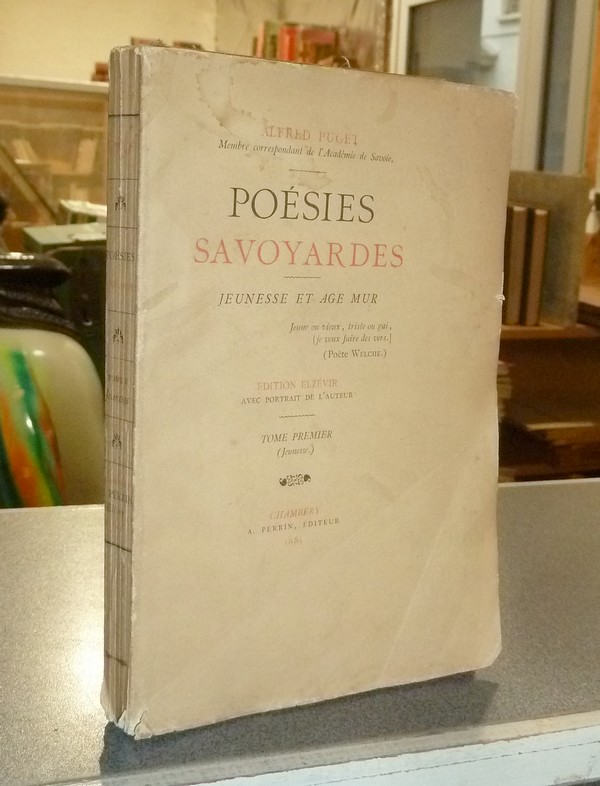 ALFRED PUGET
Membre correspondant de l'Académie de Savoie.
POÉSIES
SAVOYARDES
JEUNESSE ET AGE MUR
Jeune ou vieux, triste ou gai,
[je veux faire des vers.]
(Poète WELCHE.)
EDITION ELZÉVIR
AVEC PORTRAIT DE L'AUTEUR
TOME PREMIER
(Jeunesse.)
CHAMBÉRY
A. PERRIN, ÉDITEUR
POÉSIES